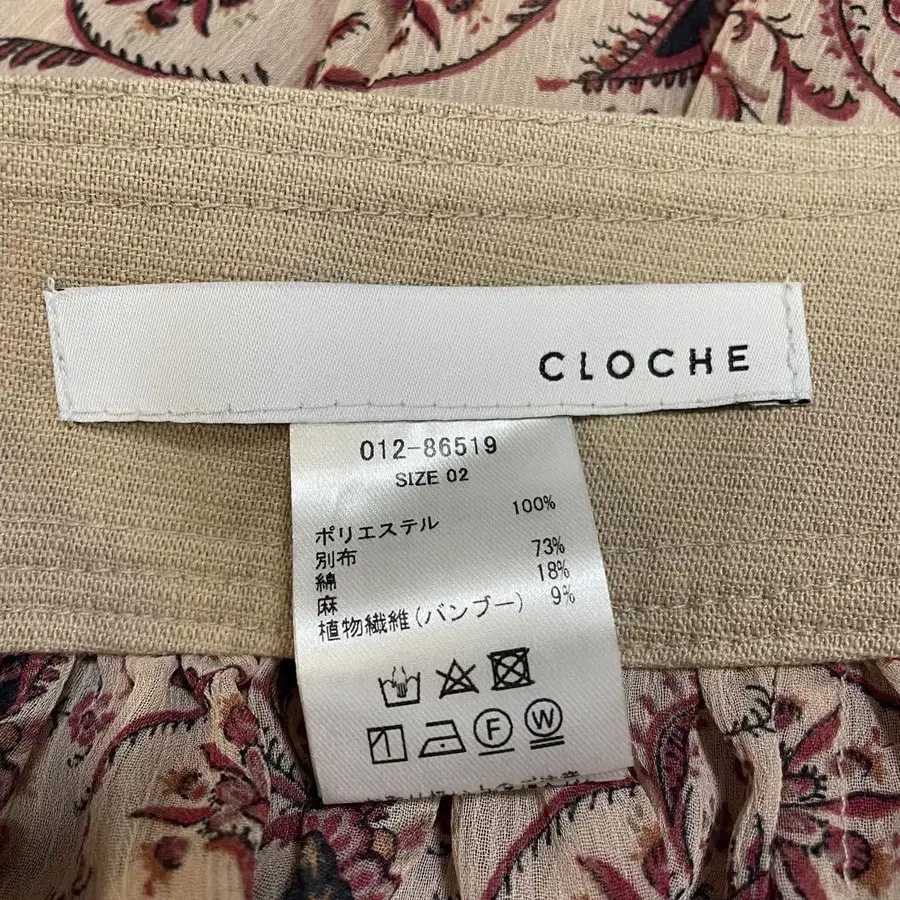 CLOCHE
012-86519
SIZE 02
ポリエステル 100%
別布
綿 73%
麻 18%
植物繊維(バンブー) 9%
F W